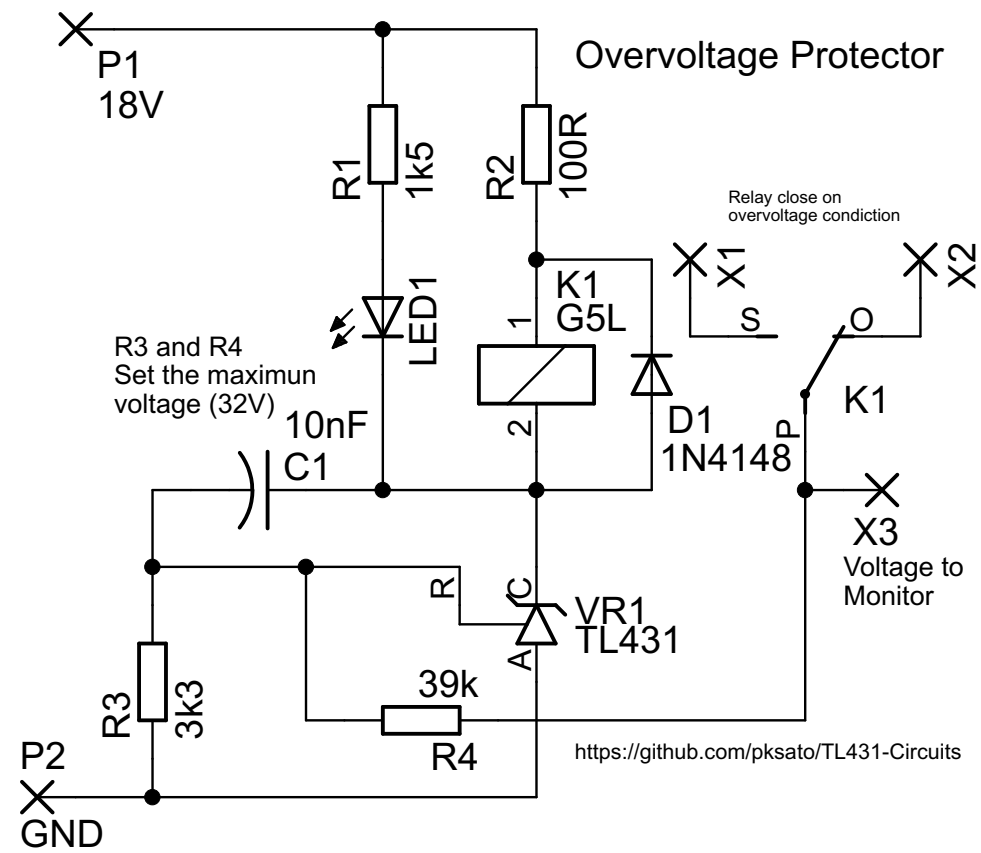 Overvoltage Protector
P1
18V
R1
1k5
R2
100R
Relay close on
overvoltage condiction
X1
X2
K1
G5L
1
2
S
O
P
K1
LED1
R3 and R4
Set the maximun
voltage (32V)
10nF
C1
D1
1N4148
X3
Voltage to
Monitor
R
C
A
VR1
TL431
R3
3k3
39k
R4
https://github.com/pksato/TL431-Circuits
P2
GND